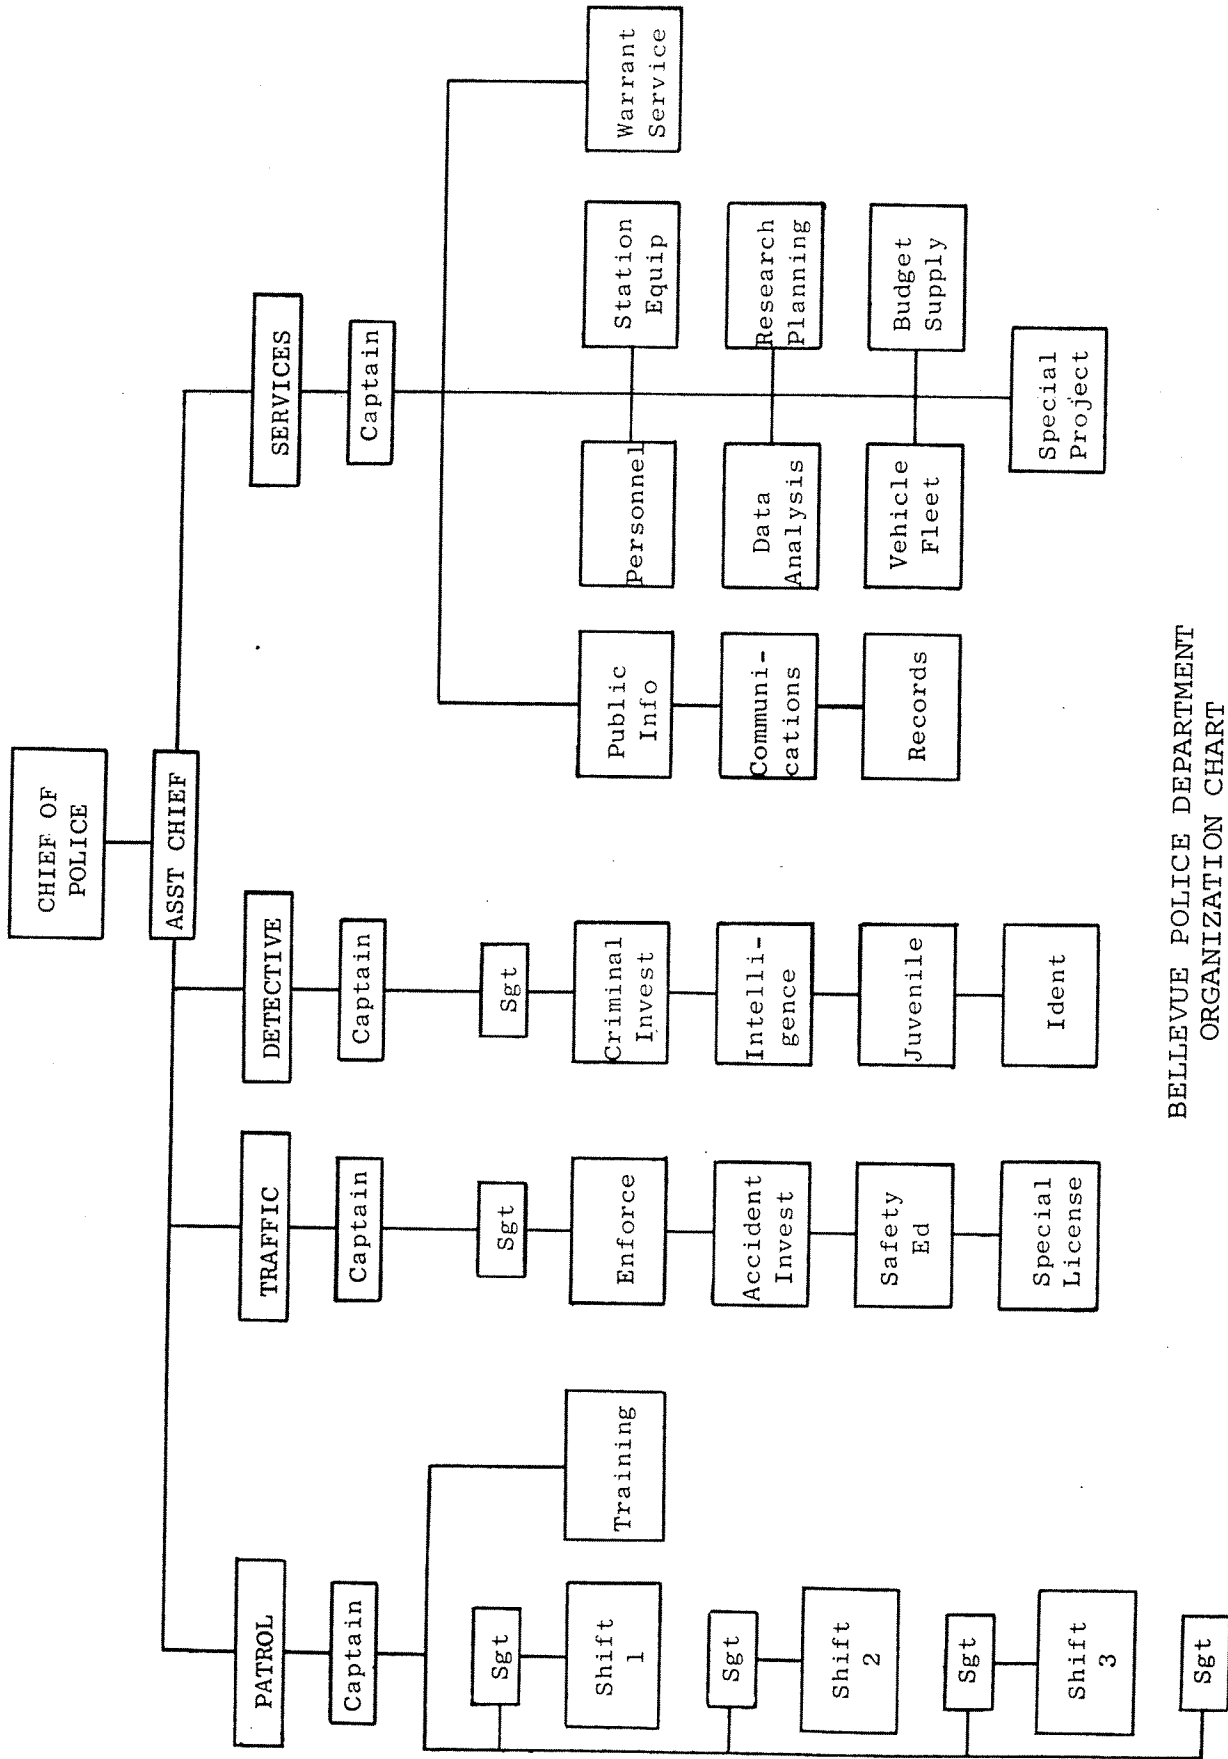 CHIEF OF
POLICE
ASST CHIEF
PATROL
TRAFFIC
DETECTIVE
SERVICES
Captain
Captain
Captain
Captain
Sgt
Shift
1
Sgt
Shift
2
Sgt
Shift
3
Sgt
Training
Sgt
Enforce
Accident
Invest
Safety
Ed
Special
License
Sgt
Criminal
Invest
Intelli-
gence
Juvenile
Ident
Public
Info
Communi-
cations
Records
Personnel
Station
Equip
Data
Analysis
Research
Planning
Vehicle
Fleet
Budget
Supply
Special
Project
Warrant
Service
BELLEVUE POLICE DEPARTMENT
ORGANIZATION CHART